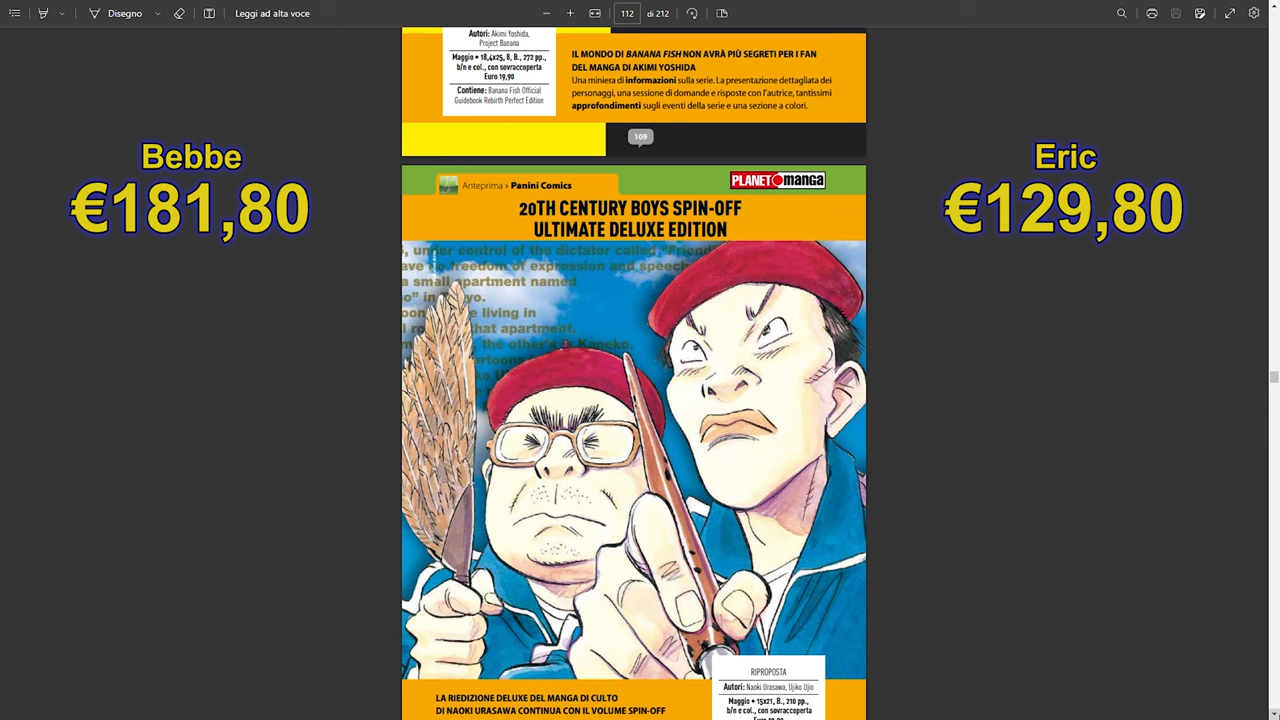 Disegno
Leggi ad alta voce
112
di 212
Autori: Akimi Yoshida,
Project Banana
Maggio • 18,4x25, 8, B., 272 pp.,
b/n e col., con sovraccoperta
Euro 19,90
Contiene: Banana Fish Official
Guidebook Rebirth Perfect Edition
IL MONDO DI BANANA FISH NON AVRÀ PIÙ SEGRETI PER I FAN
DEL MANGA DI AKIMI YOSHIDA
Una miniera di informazioni sulla serie. La presentazione dettagliata dei
personaggi, una sessione di domande e risposte con l'autrice, tantissimi
approfondimenti sugli eventi della serie e una sezione a colori.
109
Bebbe
€181,80
Eric
€129,80
Anteprima » Panini Comics
PLANET manga
20TH CENTURY BOYS SPIN-OFF
ULTIMATE DELUXE EDITION
under control of the dictator called "Friend"
freedom of expression and speech
a small apartment named
in
living in
that apartment.
the other's Kaneko.
LA RIEDIZIONE DELUXE DEL MANGA DI CULTO
DI NAOKI URASAWA CONTINUA CON IL VOLUME SPIN-OFF
RIPROPOSTA
Autori: Naoki Urasawa, Ujiko Ujio
Maggio • 15x21, B., 210 pp.,
b/n e col., con sovraccoperta